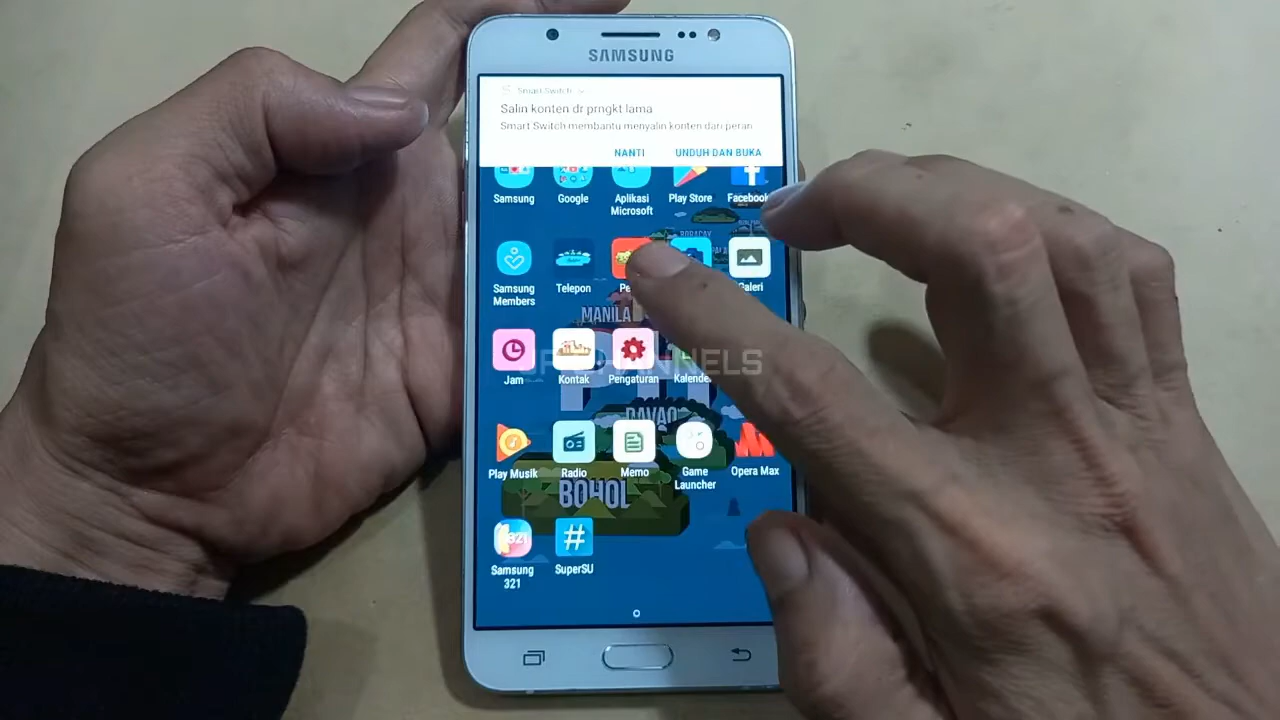 SAMSUNG
Smart Switch
Salin konten dr prngkt lama
Smart Switch membantu menyalin konten dari peran
NANTI
UNDUH DAN BUKA
Samsung
Google
Aplikasi
Microsoft
Play Store
Facebook
Samsung
Members
Telepon
Galeri
MANILA
Jam
Kontak
Pengaturan
Kalender
DAVAO
Play Musik
Radio
Memo
Game
Launcher
Opera Max
BOHOL
321
#
Samsung
321
SuperSU